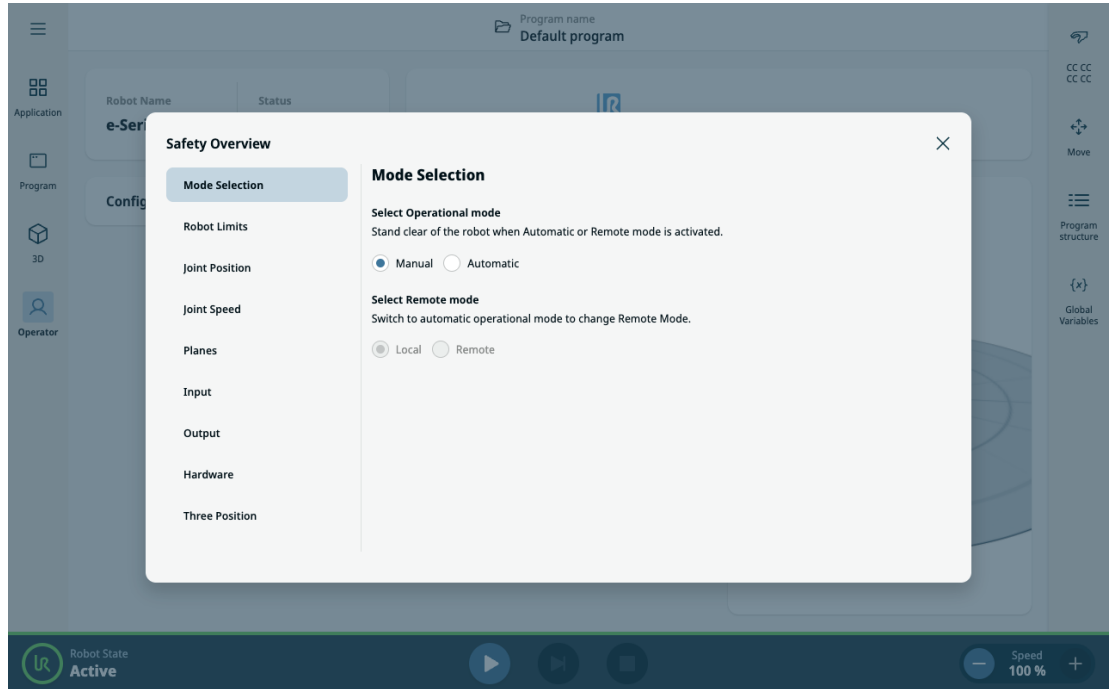 Program name
Default program
Application
Program
3D
Operator
Robot Name
Status
e-Seri
Config
Safety Overview
Mode Selection
Robot Limits
Joint Position
Joint Speed
Planes
Input
Output
Hardware
Three Position
Mode Selection
Select Operational mode
Stand clear of the robot when Automatic or Remote mode is activated.
Manual
Automatic
Select Remote mode
Switch to automatic operational mode to change Remote Mode.
Local
Remote
CC CC
CC CC
Move
Program
structure
{x}
Global
Variables
UR
Robot State
Active
Speed
100 %